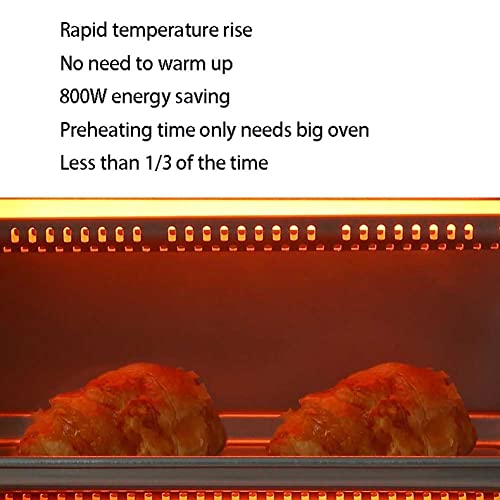 Rapid temperature rise
No need to warm up
800W energy saving
Preheating time only needs big oven
Less than 1/3 of the time